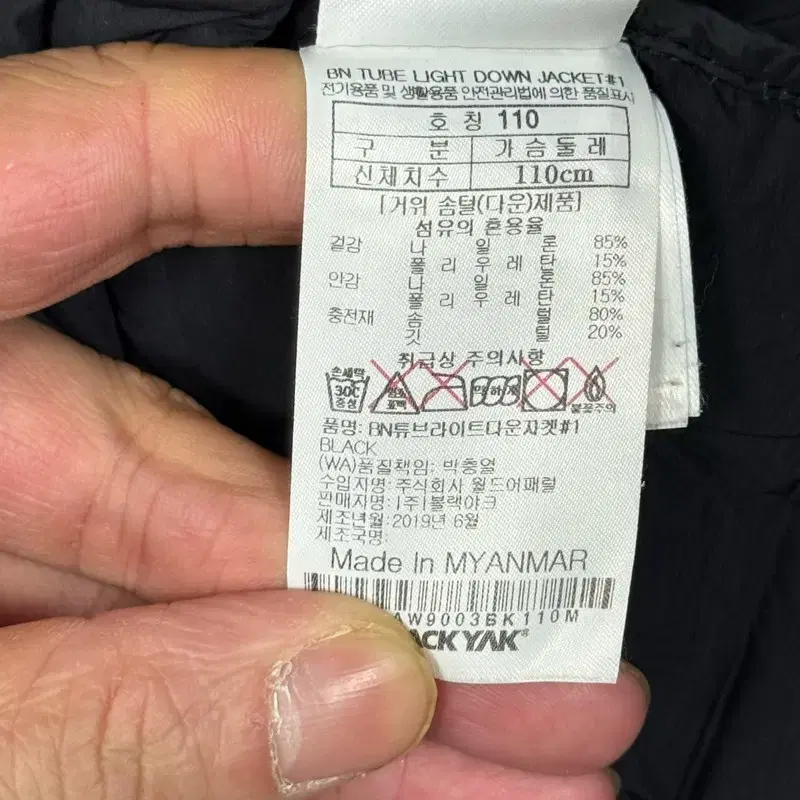 BN TUBE LIGHT DOWN JACKET#1
전기용품 및 생활용품 안전관리법에 의한 품질표시
호 칭 110
구 분 가 슴 둘 레
신체치수 110cm
[거위 솜털(다운)제품]
섬유의 혼용율
겉감 나 일 론 85%
폴 리 우 레 탄 15%
안감 나 일 론 85%
폴 리 우 레 탄 15%
충전재 솜 털 80%
깃 털 20%
취급상 주의사항
손세탁
30℃
중성
표백
불꽃주의
품명: BN튜브라이트다운자켓#1
BLACK
(WA)품질책임: 박충열
수입자명: 주식회사 월드어패럴
판매자명: (주)블랙야크
제조년월: 2019년 6월
제조국명:
Made In MYANMAR
AW9003BK110M
ACKYAK®